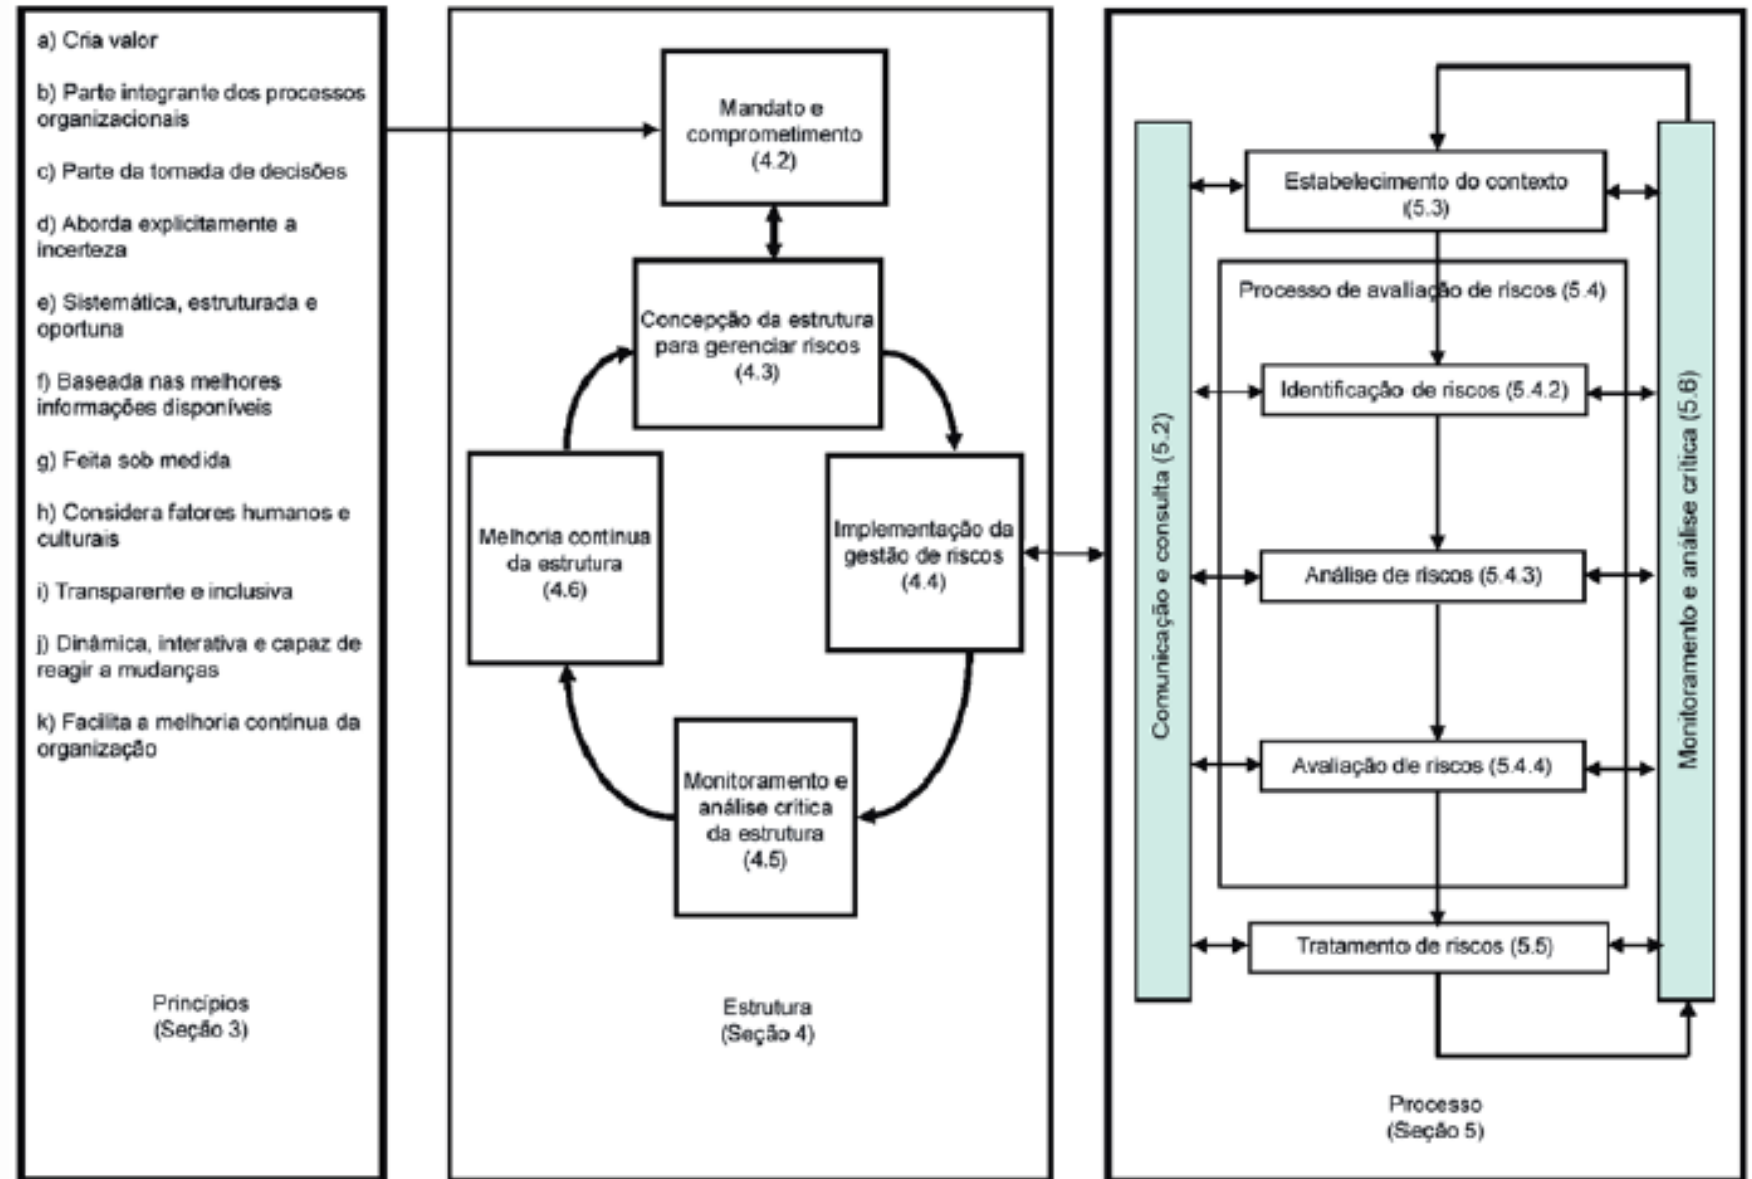 a) Cria valor
b) Parte integrante dos processos
organizacionais
c) Parte da tomada de decisões
d) Aborda explicitamente a
incerteza
e) Sistemática, estruturada e
oportuna
f) Baseada nas melhores
informações disponíveis
g) Feita sob medida
h) Considera fatores humanos e
culturais
i) Transparente e inclusiva
j) Dinâmica, interativa e capaz de
reagir a mudanças
k) Facilita a melhoria contínua da
organização
Princípios
(Seção 3)
Mandato e
comprometimento
(4.2)
Concepção da estrutura
para gerenciar riscos
(4.3)
Implementação da
gestão de riscos
(4.4)
Melhoria contínua
da estrutura
(4.6)
Monitoramento e
análise crítica
da estrutura
(4.5)
Estrutura
(Seção 4)
Comunicação e consulta (5.2)
Estabelecimento do contexto
(5.3)
Processo de avaliação de riscos (5.4)
Identificação de riscos (5.4.2)
Análise de riscos (5.4.3)
Avaliação de riscos (5.4.4)
Tratamento de riscos (5.5)
Monitoramento e análise crítica (5.6)
Processo
(Seção 5)